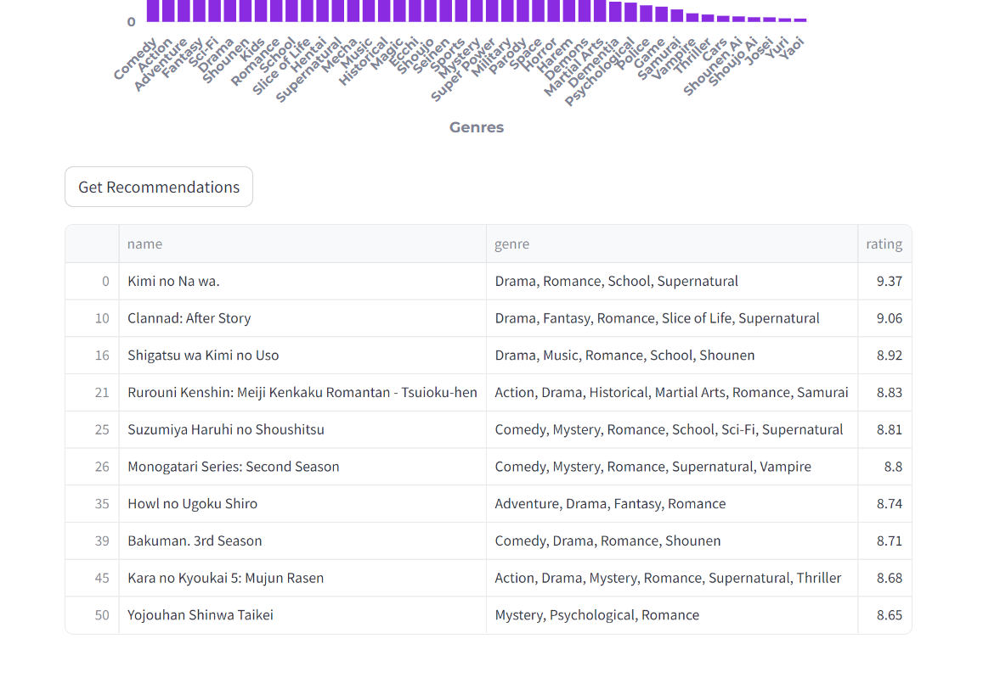 0
Comedy
Action
Adventure
Fantasy
Sci-Fi
Drama
Shounen
Kids
Romance
School
Slice of Life
Hentai
Supernatural
Mecha
Music
Historical
Magic
Ecchi
Shoujo
Seinen
Sports
Mystery
Super Power
Military
Parody
Space
Horror
Harem
Demons
Martial Arts
Dementia
Psychological
Police
Game
Samurai
Vampire
Thriller
Cars
Shounen Ai
Shoujo Ai
Josei
Yuri
Yaoi
Genres
Get Recommendations
name genre rating
0 Kimi no Na wa. Drama, Romance, School, Supernatural 9.37
10 Clannad: After Story Drama, Fantasy, Romance, Slice of Life, Supernatural 9.06
16 Shigatsu wa Kimi no Uso Drama, Music, Romance, School, Shounen 8.92
21 Rurouni Kenshin: Meiji Kenkaku Romantan - Tsuioku-hen Action, Drama, Historical, Martial Arts, Romance, Samurai 8.83
25 Suzumiya Haruhi no Shoushitsu Comedy, Mystery, Romance, School, Sci-Fi, Supernatural 8.81
26 Monogatari Series: Second Season Comedy, Mystery, Romance, Supernatural, Vampire 8.8
35 Howl no Ugoku Shiro Adventure, Drama, Fantasy, Romance 8.74
39 Bakuman. 3rd Season Comedy, Drama, Romance, Shounen 8.71
45 Kara no Kyoukai 5: Mujun Rasen Action, Drama, Mystery, Romance, Supernatural, Thriller 8.68
50 Yojouhan Shinwa Taikei Mystery, Psychological, Romance 8.65